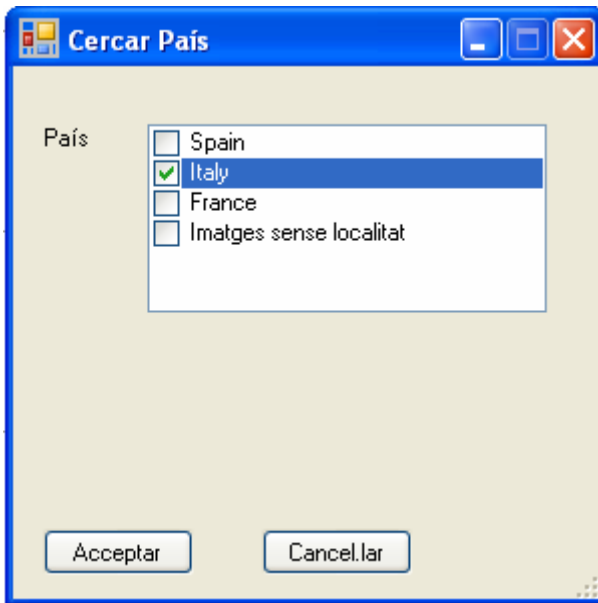 Cercar País
País
Spain
Italy
France
Imatges sense localitat
Acceptar
Cancel.lar